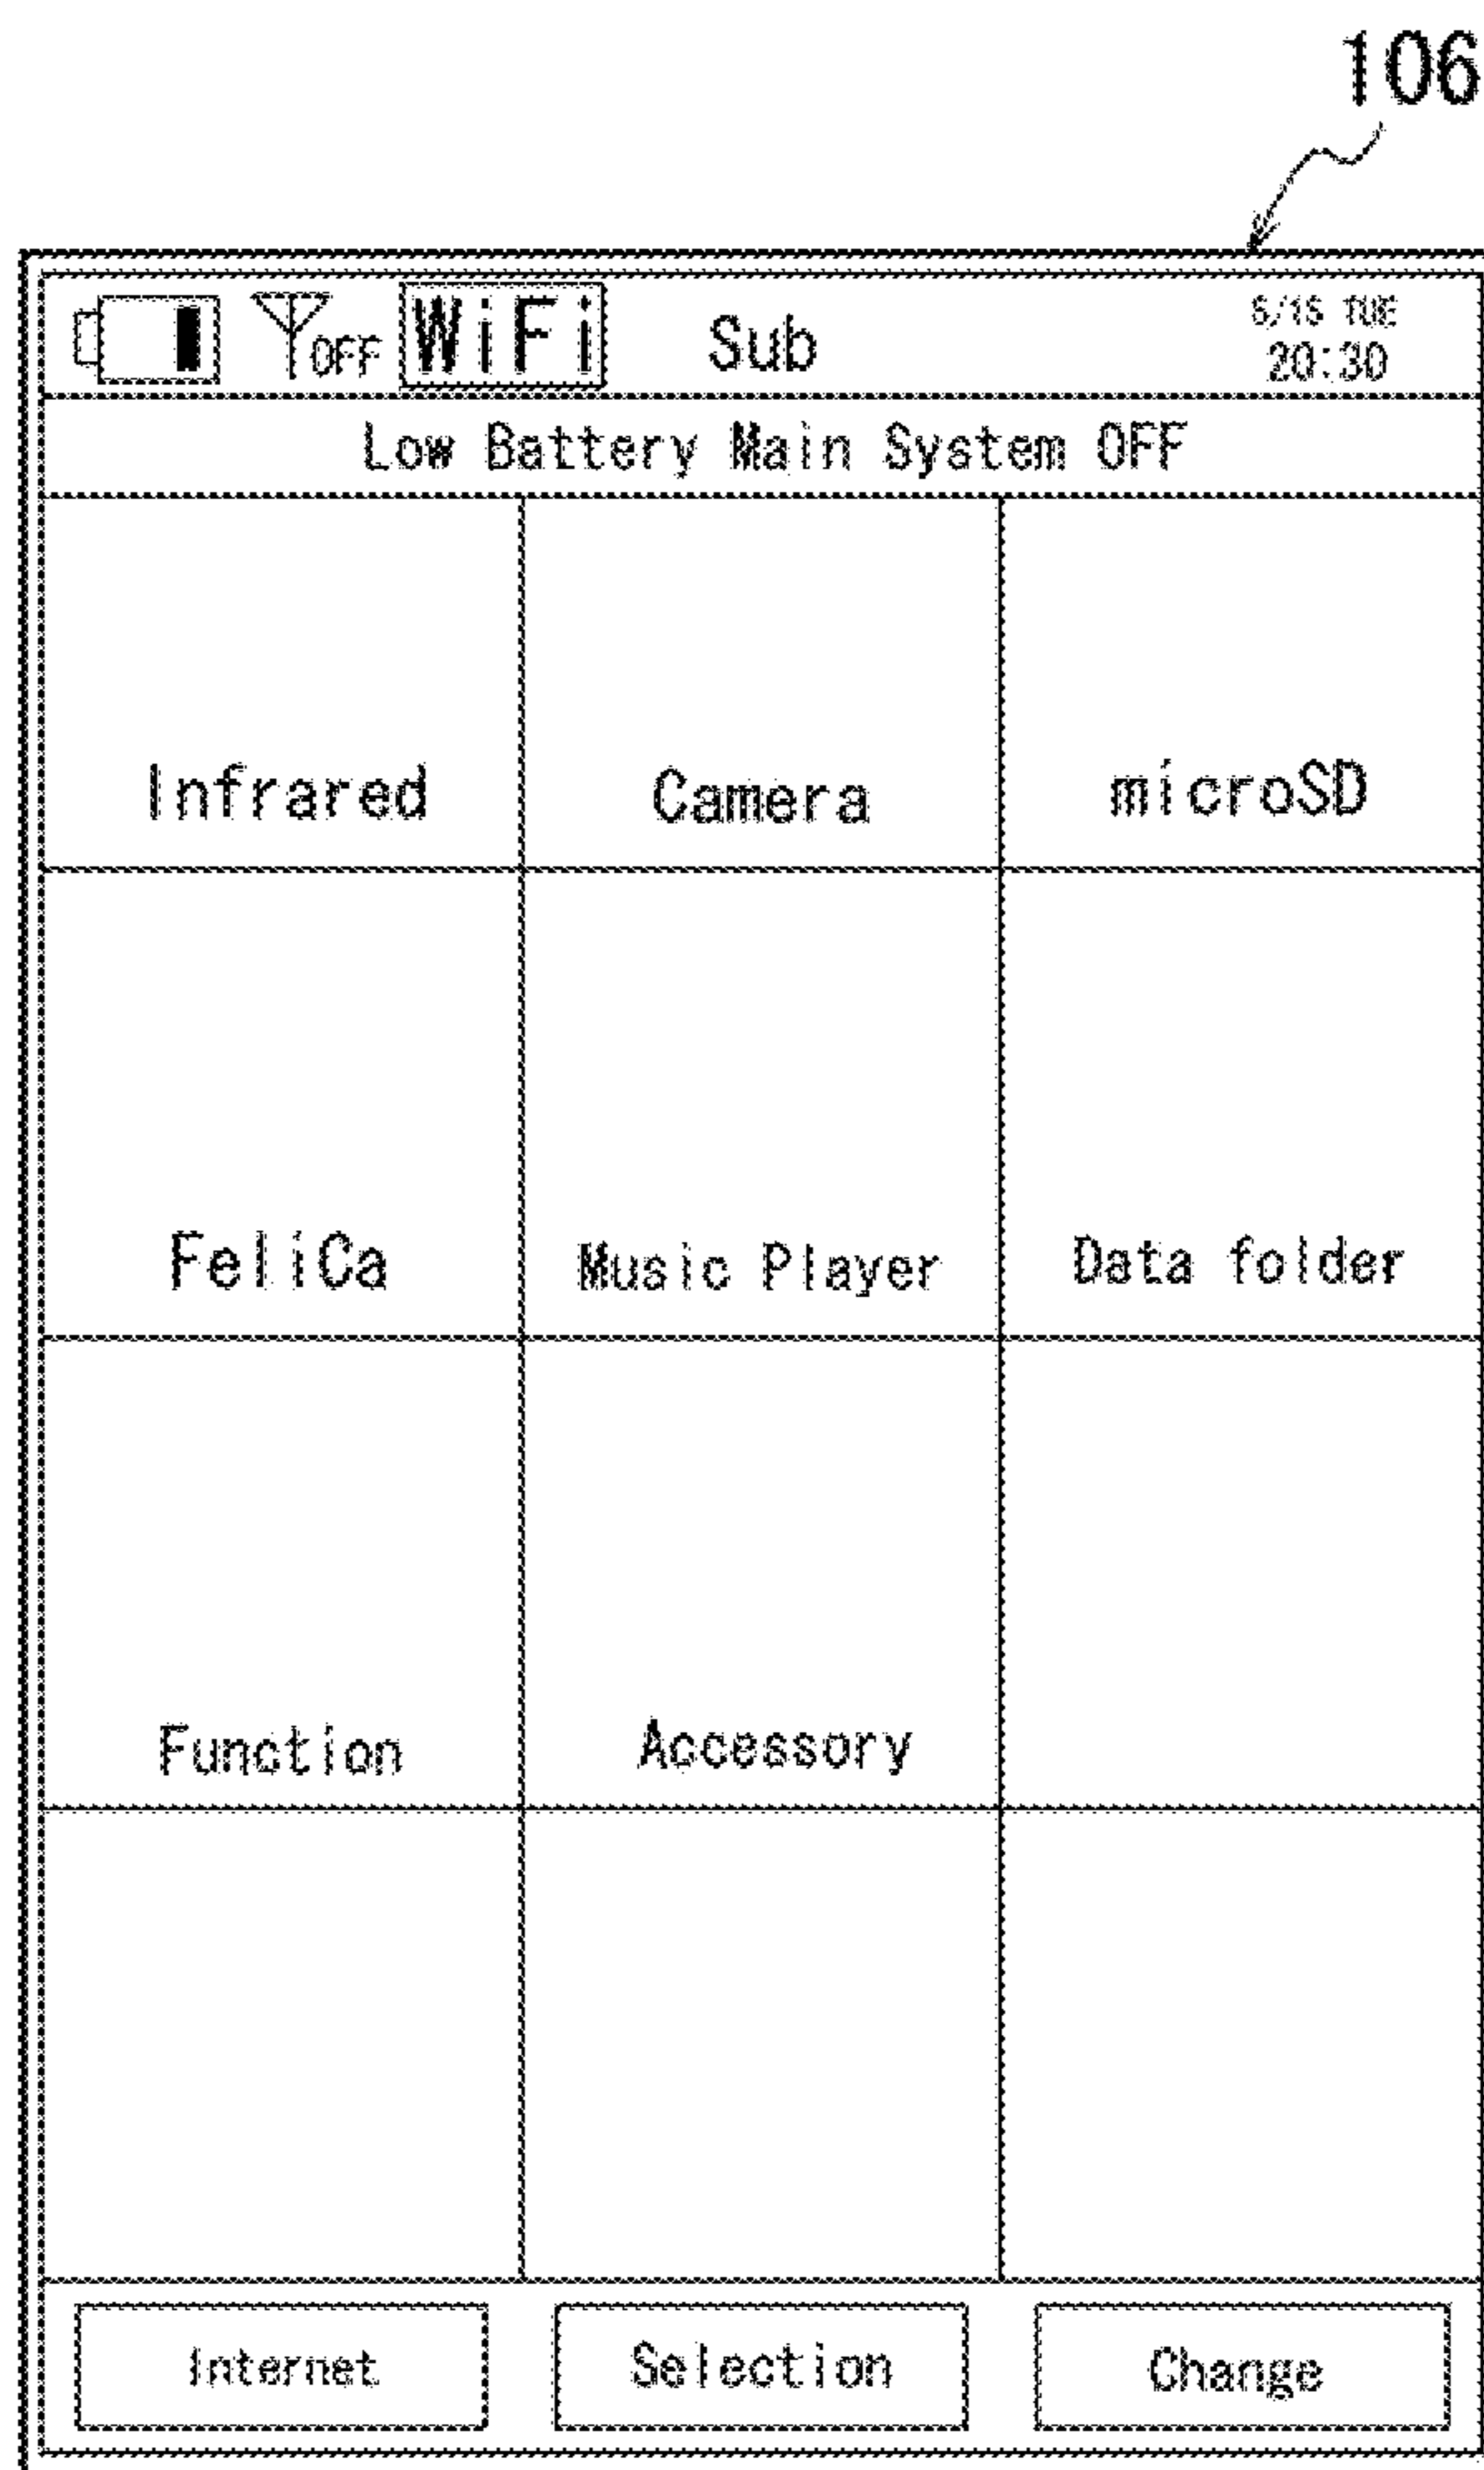 106
OFF WiFi Sub 5/15 TUE
20:30
Low Battery Main System OFF
Infrared Camera microSD
FeliCa Music Player Data folder
Function Accessory
Internet Selection Change